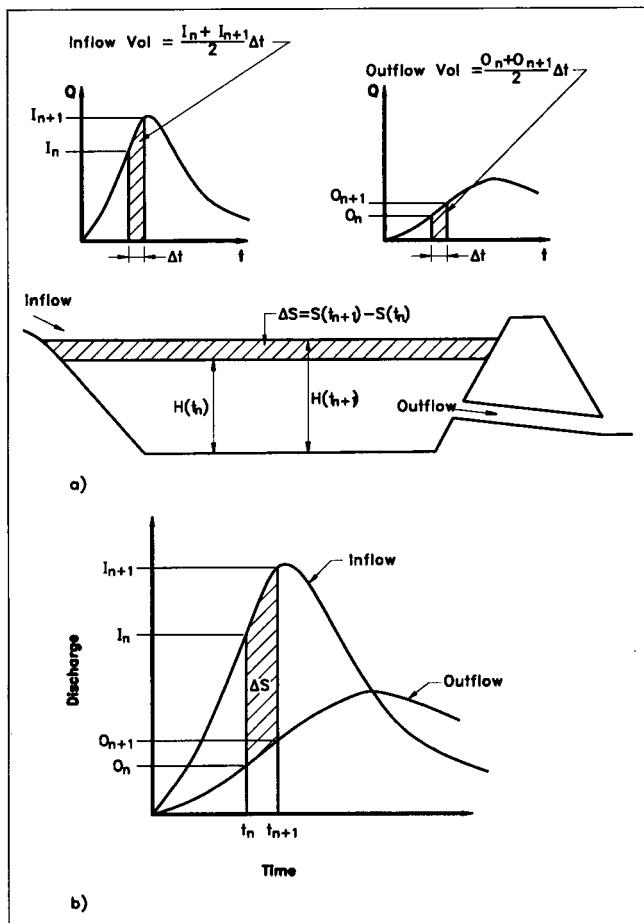 Inflow Vol = (Iₙ + Iₙ₊₁)/2 Δt
Outflow Vol = (Oₙ+Oₙ₊₁)/2 Δt
Q
Iₙ₊₁
Iₙ
Δt
t
Q
Oₙ₊₁
Oₙ
Δt
t
Inflow
ΔS=S(tₙ₊₁)-S(tₙ)
H(tₙ)
H(tₙ₊₁)
Outflow
a)
Iₙ₊₁
Inflow
Iₙ
Discharge
ΔS
Outflow
Oₙ₊₁
Oₙ
tₙ
tₙ₊₁
Time
b)